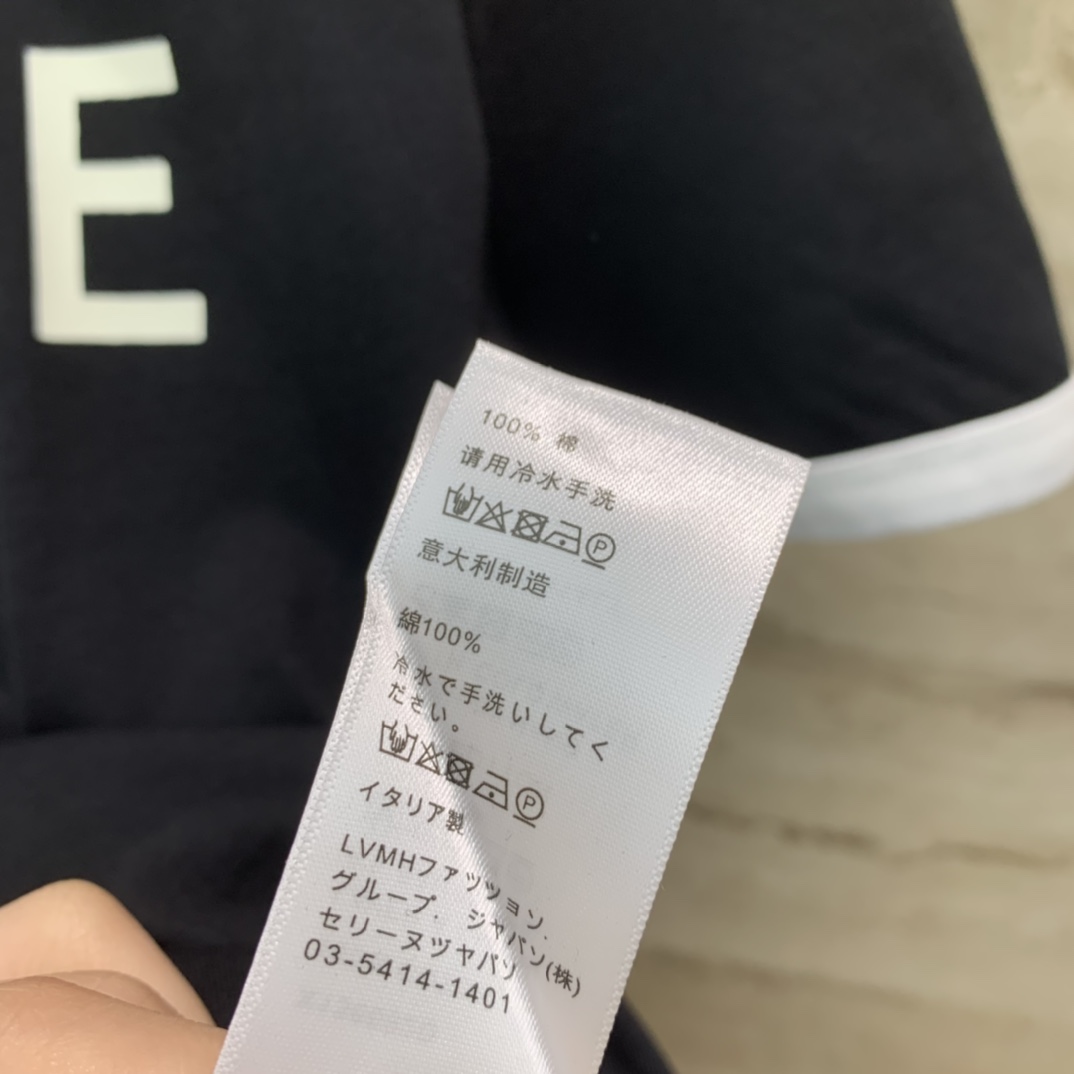 E
100% 棉
请用冷水手洗
P
意大利制造
綿100%
冷水で手洗いしてく
ださい。
P
イタリア製
LVMHファッツョン.
グループ. ジャパン
セリーヌヅヤパソ(株)
03-5414-1401